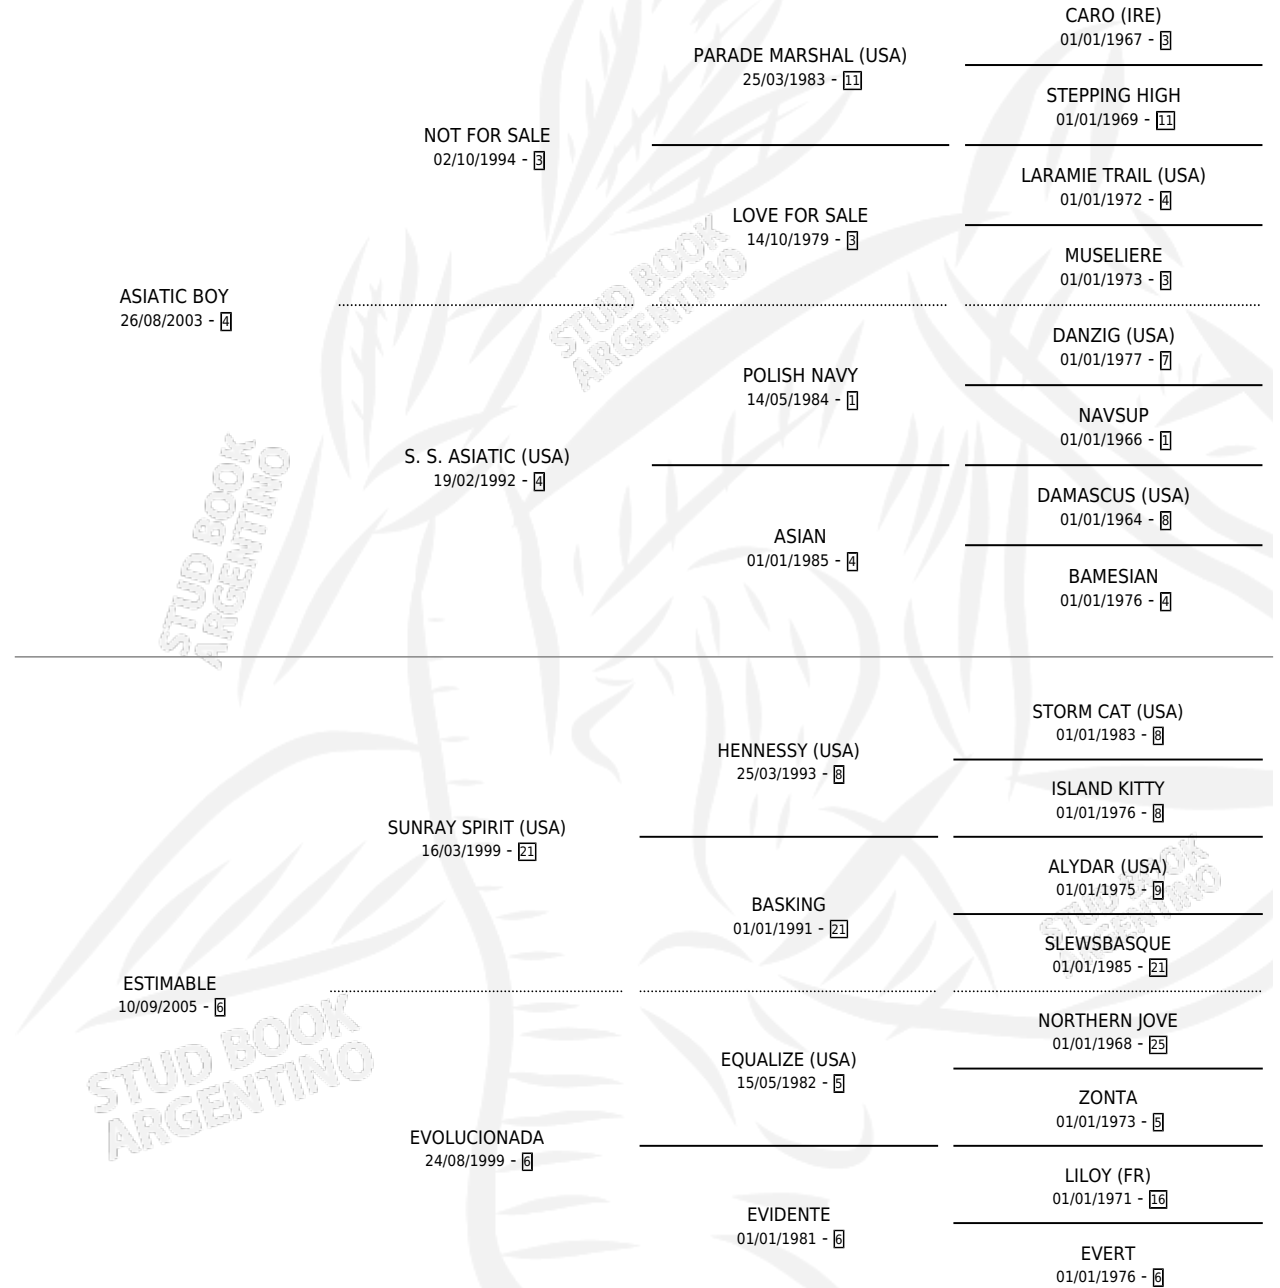 CARO (IRE)
01/01/1967 - 3
PARADE MARSHAL (USA)
25/03/1983 - 11
STEPPING HIGH
01/01/1969 - 11
NOT FOR SALE
02/10/1994 - 3
LARAMIE TRAIL (USA)
01/01/1972 - 4
LOVE FOR SALE
14/10/1979 - 3
MUSELIERE
01/01/1973 - 3
ASIATIC BOY
26/08/2003 - 4
DANZIG (USA)
01/01/1977 - 7
POLISH NAVY
14/05/1984 - 1
NAVSUP
01/01/1966 - 1
S. S. ASIATIC (USA)
19/02/1992 - 4
DAMASCUS (USA)
01/01/1964 - 8
ASIAN
01/01/1985 - 4
BAMESIAN
01/01/1976 - 4
STUD BOOK
ARGENTINO
STUD BOOK
ARGENTINO
STORM CAT (USA)
01/01/1983 - 8
HENNESSY (USA)
25/03/1993 - 8
ISLAND KITTY
01/01/1976 - 8
SUNRAY SPIRIT (USA)
16/03/1999 - 21
ALYDAR (USA)
01/01/1975 - 9
BASKING
01/01/1991 - 21
SLEWSBASQUE
01/01/1985 - 21
ESTIMABLE
10/09/2005 - 6
NORTHERN JOVE
01/01/1968 - 25
EQUALIZE (USA)
15/05/1982 - 5
ZONTA
01/01/1973 - 5
EVOLUCIONADA
24/08/1999 - 6
LILOY (FR)
01/01/1971 - 16
EVIDENTE
01/01/1981 - 6
EVERT
01/01/1976 - 6
STUD BOOK
ARGENTINO
STUD BOOK
ARGENTINO